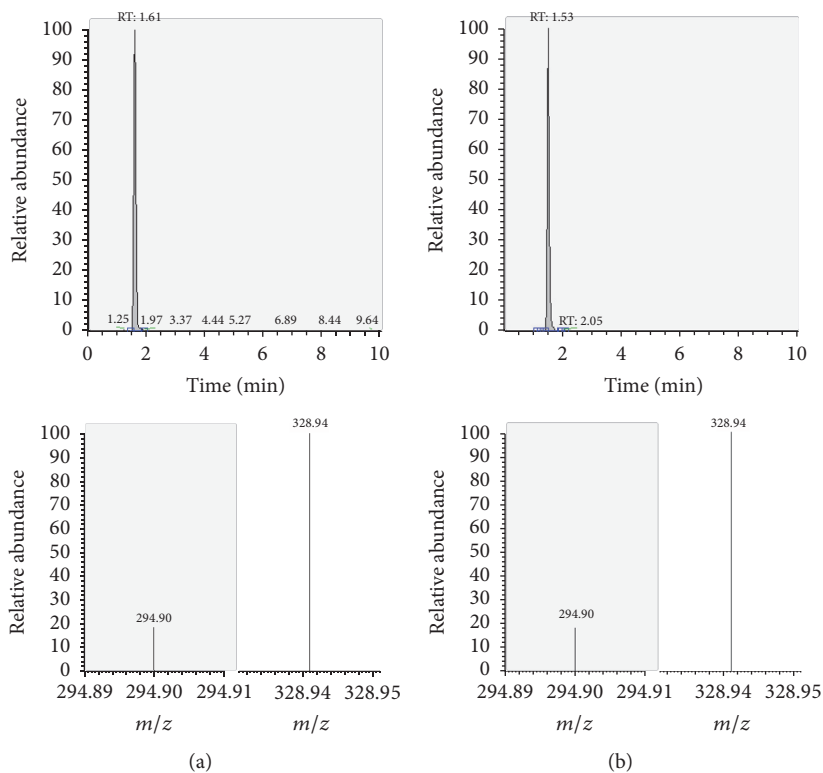 RT: 1.61
100
90
80
70
60
50
40
30
20
10
0
Relative abundance
1.25 1.97 3.37 4.44 5.27 6.89 8.44 9.64
0 2 4 6 8 10
Time (min)
RT: 1.53
100
90
80
70
60
50
40
30
20
10
0
Relative abundance
RT: 2.05
2 4 6 8 10
Time (min)
328.94
100
90
80
70
60
50
40
30
20
10
0
Relative abundance
294.90
294.89 294.90 294.91 328.94 328.95
m/z m/z
(a)
328.94
100
90
80
70
60
50
40
30
20
10
0
Relative abundance
294.90
294.89 294.90 294.91 328.94 328.95
m/z m/z
(b)